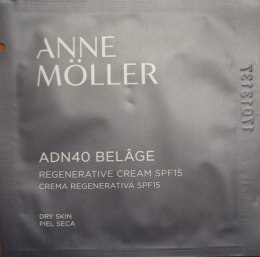 ANNE
MÖLLER
ADN40 BELÂGE
REGENERATIVE CREAM SPF15
CREMA REGENERATIVA SPF15
DRY SKIN
PIEL SECA